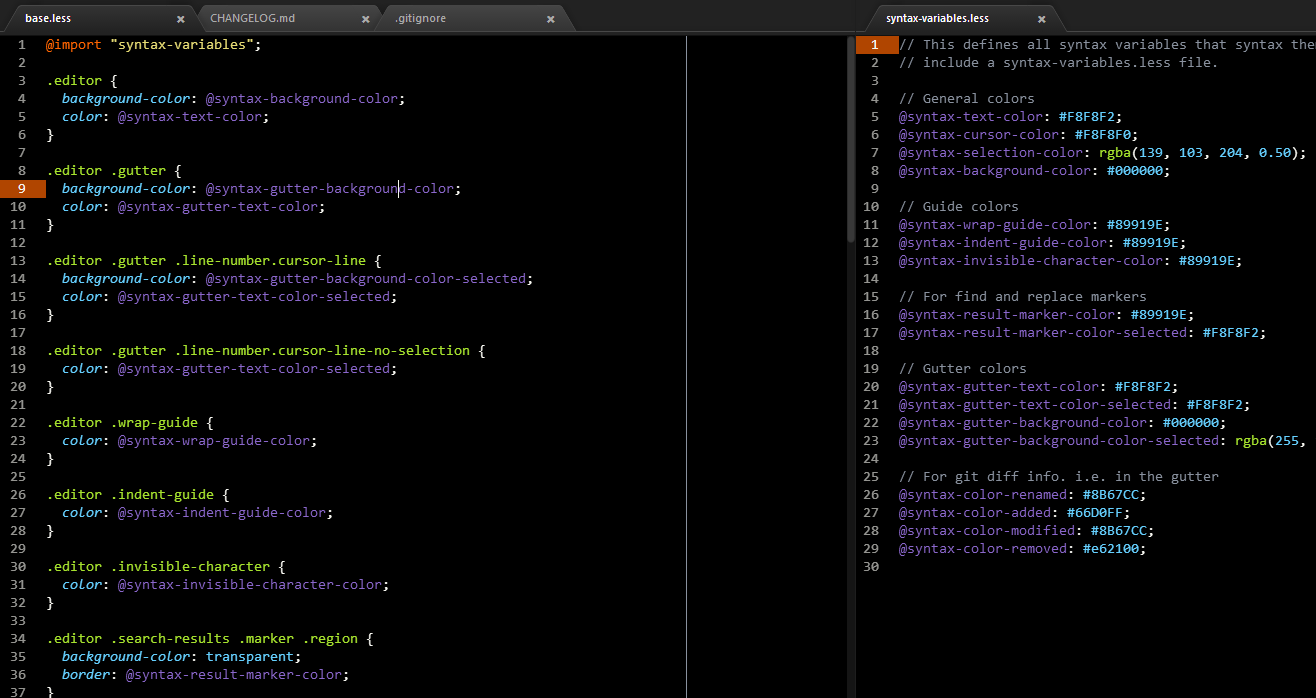 base.less × CHANGELOG.md × .gitignore ×
1 @import "syntax-variables";
2
3 .editor {
4   background-color: @syntax-background-color;
5   color: @syntax-text-color;
6 }
7
8 .editor .gutter {
9   background-color: @syntax-gutter-background-color;
10   color: @syntax-gutter-text-color;
11 }
12
13 .editor .gutter .line-number.cursor-line {
14   background-color: @syntax-gutter-background-color-selected;
15   color: @syntax-gutter-text-color-selected;
16 }
17
18 .editor .gutter .line-number.cursor-line-no-selection {
19   color: @syntax-gutter-text-color-selected;
20 }
21
22 .editor .wrap-guide {
23   color: @syntax-wrap-guide-color;
24 }
25
26 .editor .indent-guide {
27   color: @syntax-indent-guide-color;
28 }
29
30 .editor .invisible-character {
31   color: @syntax-invisible-character-color;
32 }
33
34 .editor .search-results .marker .region {
35   background-color: transparent;
36   border: @syntax-result-marker-color;
37 }
syntax-variables.less ×
1 // This defines all syntax variables that syntax the
2 // include a syntax-variables.less file.
3
4 // General colors
5 @syntax-text-color: #F8F8F2;
6 @syntax-cursor-color: #F8F8F0;
7 @syntax-selection-color: rgba(139, 103, 204, 0.50);
8 @syntax-background-color: #000000;
9
10 // Guide colors
11 @syntax-wrap-guide-color: #89919E;
12 @syntax-indent-guide-color: #89919E;
13 @syntax-invisible-character-color: #89919E;
14
15 // For find and replace markers
16 @syntax-result-marker-color: #89919E;
17 @syntax-result-marker-color-selected: #F8F8F2;
18
19 // Gutter colors
20 @syntax-gutter-text-color: #F8F8F2;
21 @syntax-gutter-text-color-selected: #F8F8F2;
22 @syntax-gutter-background-color: #000000;
23 @syntax-gutter-background-color-selected: rgba(255,
24
25 // For git diff info. i.e. in the gutter
26 @syntax-color-renamed: #8B67CC;
27 @syntax-color-added: #66D0FF;
28 @syntax-color-modified: #8B67CC;
29 @syntax-color-removed: #e62100;
30